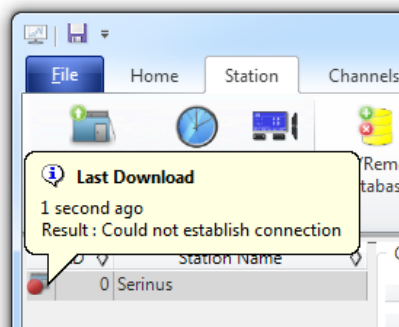 File Home Station Channels
Last Download
1 second ago
Result : Could not establish connection
Station Name
0 Serinus